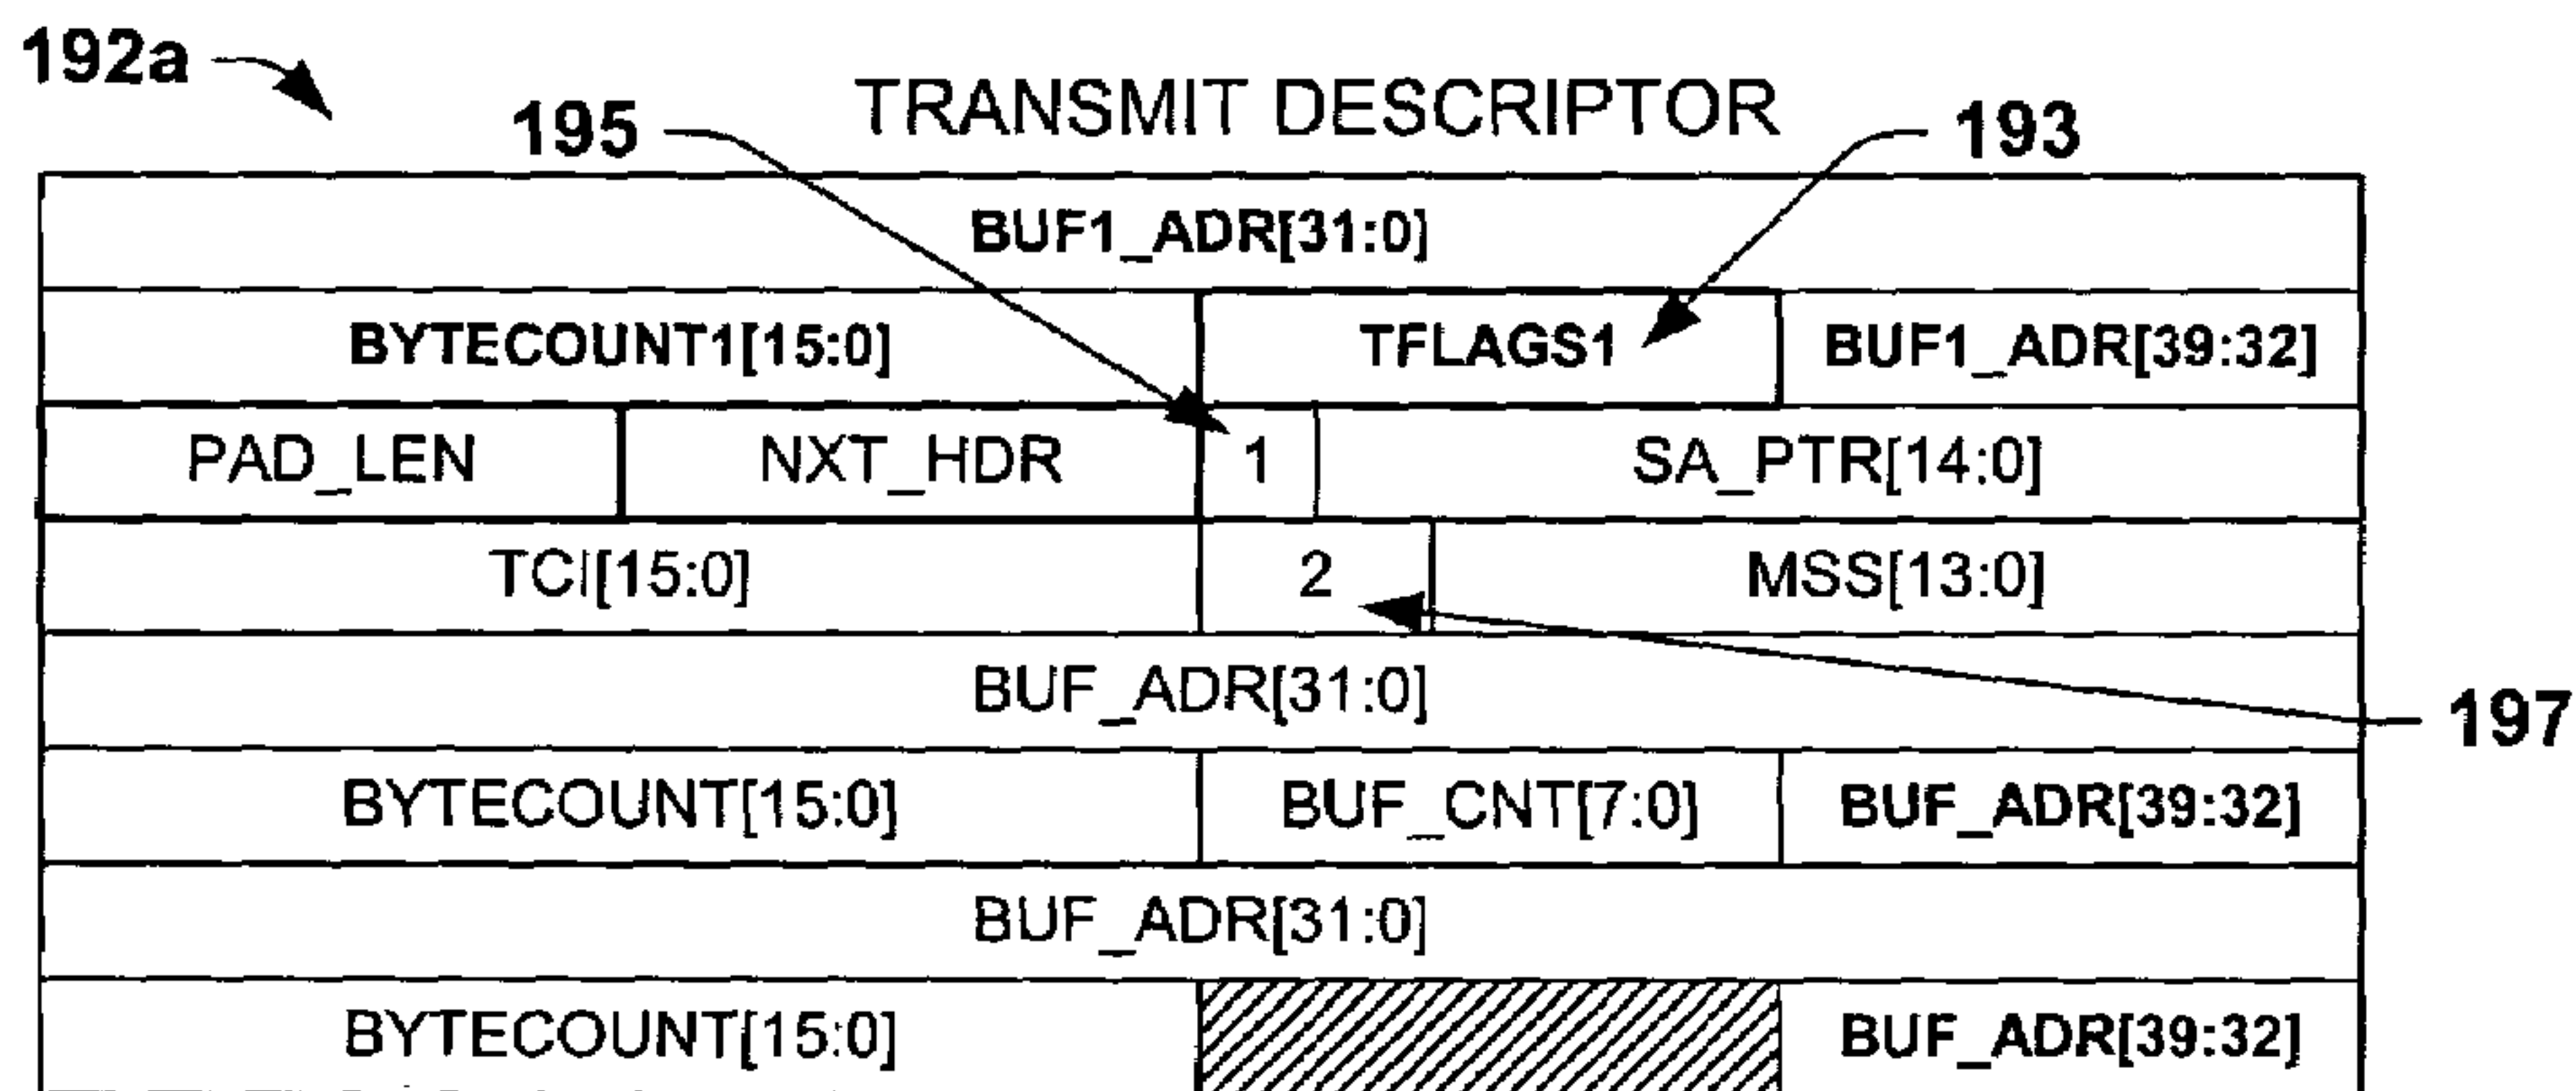 192a
TRANSMIT DESCRIPTOR
195
193
BUF1_ADR[31:0]
BYTECOUNT1[15:0] TFLAGS1 BUF1_ADR[39:32]
PAD_LEN NXT_HDR 1 SA_PTR[14:0]
TCI[15:0] 2 MSS[13:0]
BUF_ADR[31:0]
197
BYTECOUNT[15:0] BUF_CNT[7:0] BUF_ADR[39:32]
BUF_ADR[31:0]
BYTECOUNT[15:0] BUF_ADR[39:32]